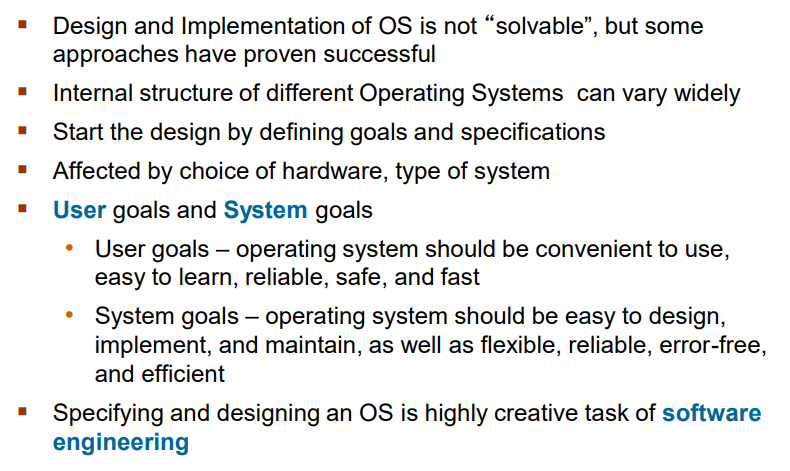 ▪ Design and Implementation of OS is not “solvable”, but some
approaches have proven successful
▪ Internal structure of different Operating Systems  can vary widely
▪ Start the design by defining goals and specifications
▪ Affected by choice of hardware, type of system
▪ User goals and System goals
• User goals – operating system should be convenient to use,
easy to learn, reliable, safe, and fast
• System goals – operating system should be easy to design,
implement, and maintain, as well as flexible, reliable, error-free,
and efficient
▪ Specifying and designing an OS is highly creative task of software
engineering